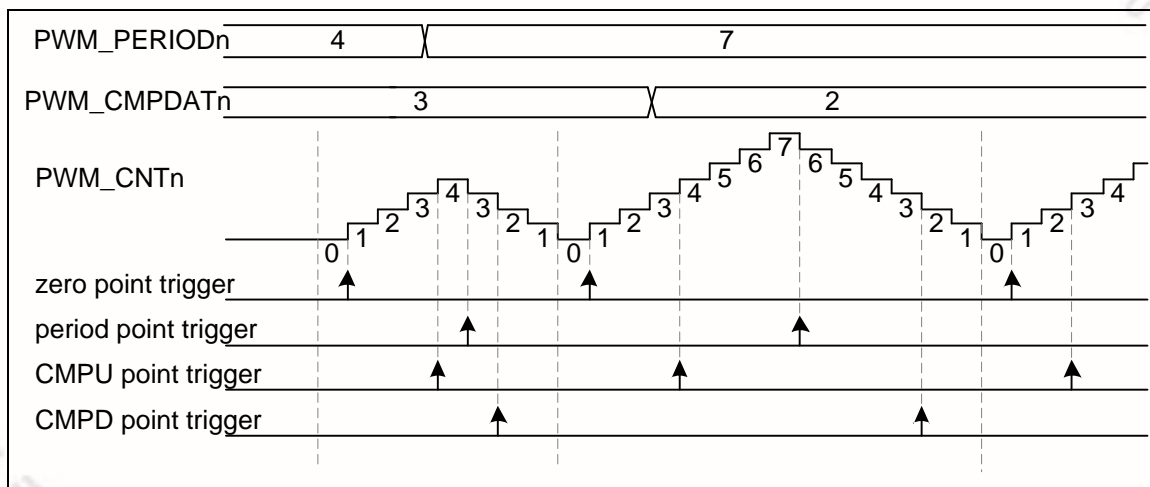 PWM_PERIODn 4 7
PWM_CMPDATn 3 2
PWM_CNTn 0 1 2 3 4 3 2 1 0 1 2 3 4 5 6 7 6 5 4 3 2 1 0 1 2 3 4
zero point trigger
period point trigger
CMPU point trigger
CMPD point trigger